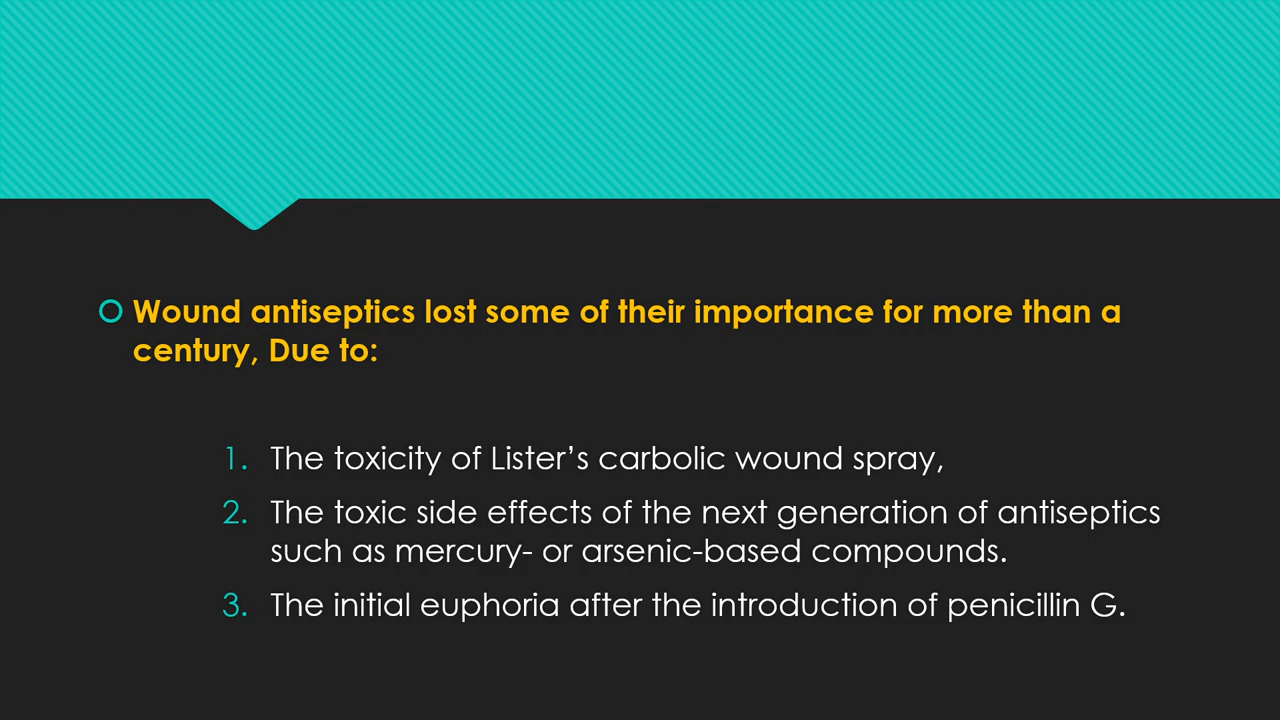 Wound antiseptics lost some of their importance for more than a
century, Due to:
1. The toxicity of Lister’s carbolic wound spray,
2. The toxic side effects of the next generation of antiseptics
such as mercury- or arsenic-based compounds.
3. The initial euphoria after the introduction of penicillin G.